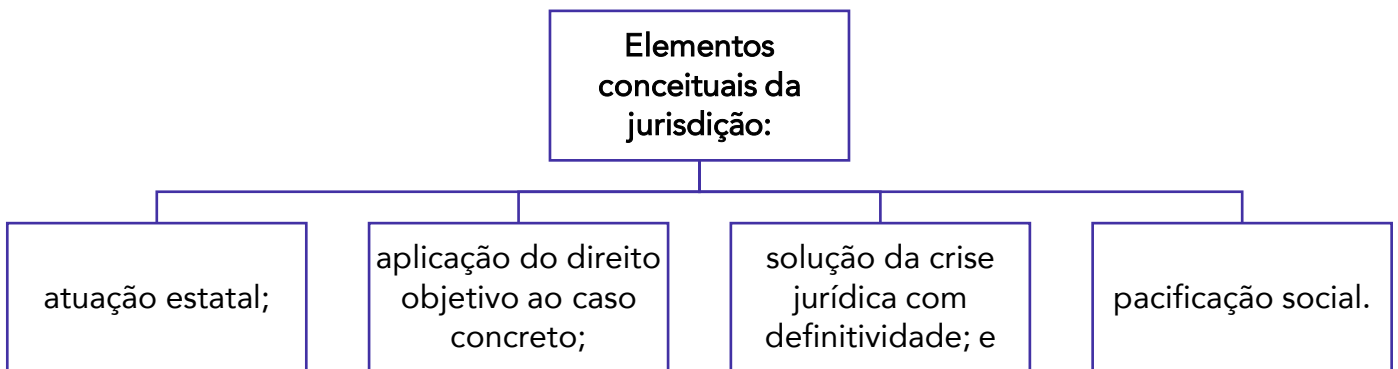 Elementos
conceituais da
jurisdição:
atuação estatal;
aplicação do direito
objetivo ao caso
concreto;
solução da crise
jurídica com
definitividade; e
pacificação social.